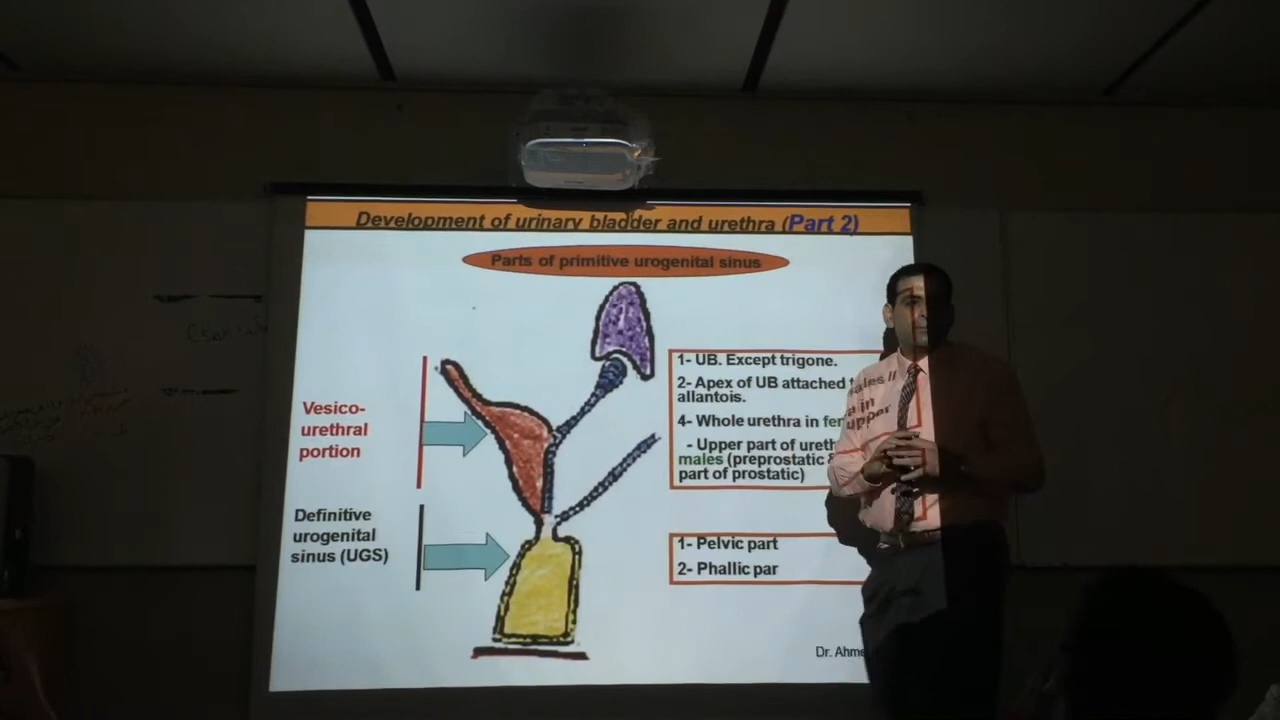 Development of urinary bladder and urethra (Part 2)
Parts of primitive urogenital sinus
Vesico-
urethral
portion
Definitive
urogenital
sinus (UGS)
1- UB. Except trigone.
2- Apex of UB attached
allantois.
4- Whole urethra in
- Upper part of
males (preprostatic &
part of prostatic)
upper
1- Pelvic part
2- Phallic par
Dr.